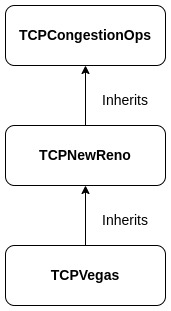 TCPCongestionOps
Inherits
TCPNewReno
Inherits
TCPVegas